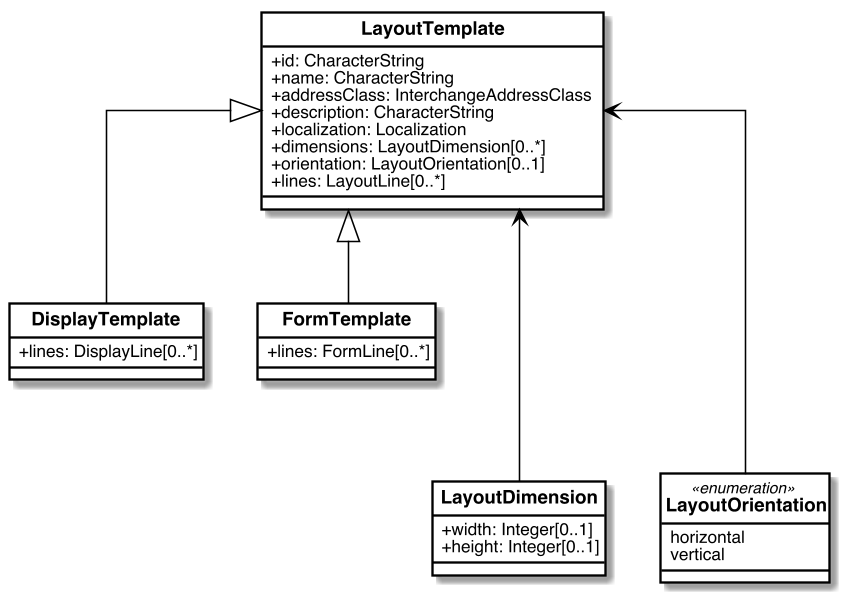 LayoutTemplate
+id: CharacterString
+name: CharacterString
+addressClass: InterchangeAddressClass
+description: CharacterString
+localization: Localization
+dimensions: LayoutDimension[0..*]
+orientation: LayoutOrientation[0..1]
+lines: LayoutLine[0..*]
DisplayTemplate
+lines: DisplayLine[0..*]
FormTemplate
+lines: FormLine[0..*]
LayoutDimension
+width: Integer[0..1]
+height: Integer[0..1]
«enumeration»
LayoutOrientation
horizontal
vertical